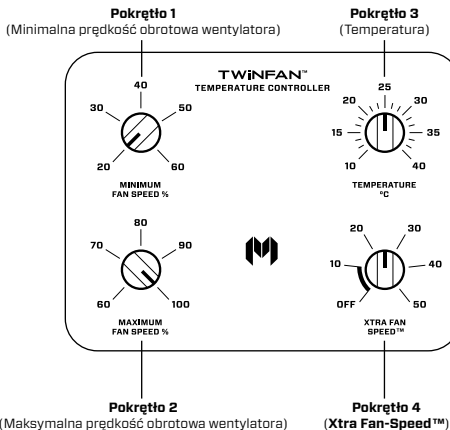 Pokrętło 1
(Minimalna prędkość obrotowa wentylatora)
Pokrętło 3
(Temperatura)
TWiNFAN™
TEMPERATURE CONTROLLER
40
30
50
20
60
MINIMUM
FAN SPEED %
25
20
30
15
35
10
40
TEMPERATURE
°C
80
70
90
60
100
MAXIMUM
FAN SPEED %
20
30
10
40
OFF
50
XTRA FAN
SPEED™
Pokrętło 2
(Maksymalna prędkość obrotowa wentylatora)
Pokrętło 4
(Xtra Fan-Speed™)